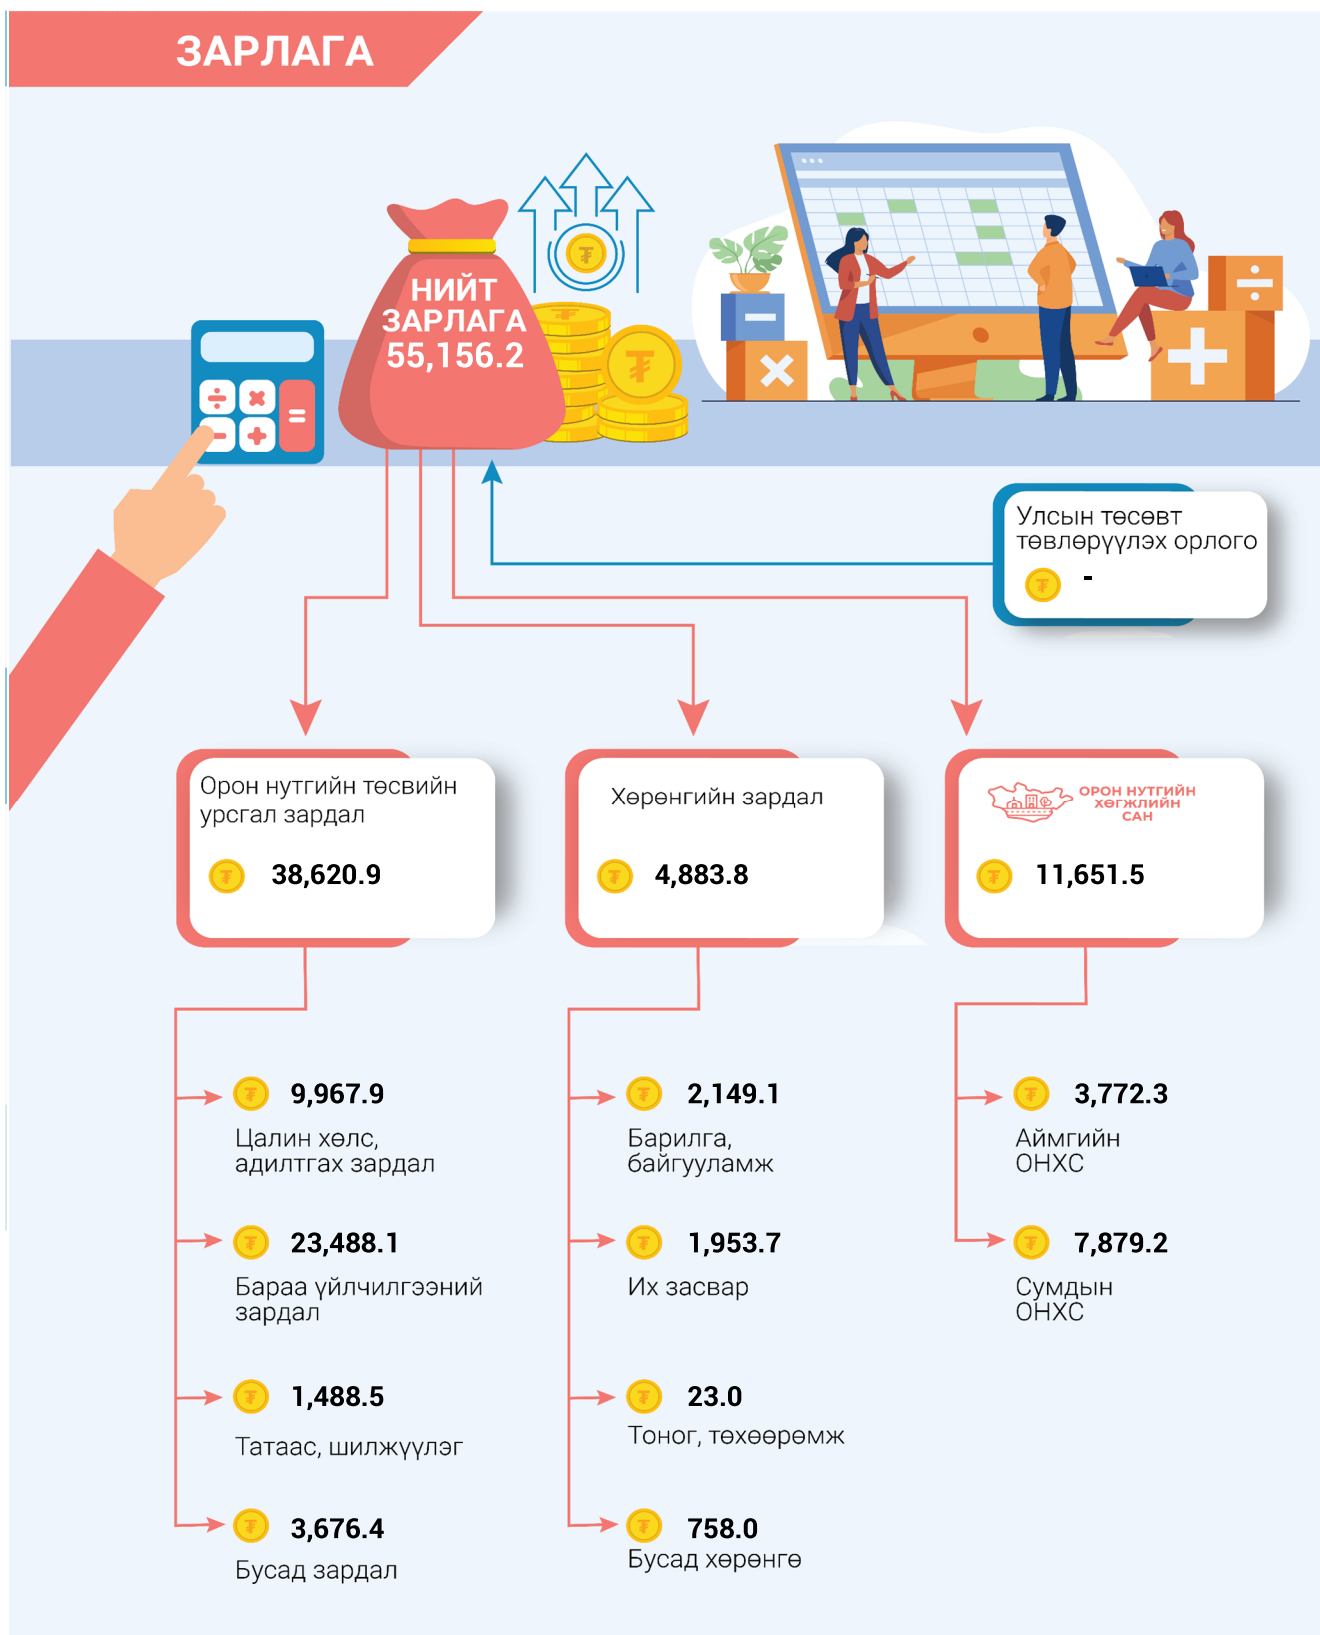 ЗАРЛАГА
НИЙТ
ЗАРЛАГА
55,156.2
Улсын төсөвт
төвлөрүүлэх орлого
-
Орон нутгийн төсвийн
урсгал зардал
38,620.9
Хөрөнгийн зардал
4,883.8
ОРОН НУТГИЙН
ХӨГЖЛИЙН
САН
11,651.5
9,967.9
Цалин хөлс,
адилтгах зардал
23,488.1
Бараа үйлчилгээний
зардал
1,488.5
Татаас, шилжүүлэг
3,676.4
Бусад зардал
2,149.1
Барилга,
байгууламж
1,953.7
Их засвар
23.0
Тоног, төхөөрөмж
758.0
Бусад хөрөнгө
3,772.3
Аймгийн
ОНХС
7,879.2
Сумдын
ОНХС